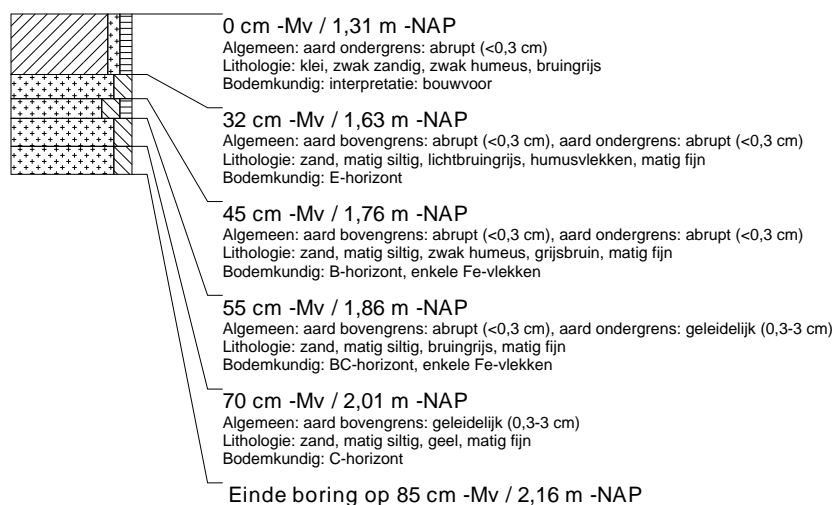 0 cm -Mv / 1,31 m -NAP
Algemeen: aard ondergrens: abrupt (<0,3 cm)
Lithologie: klei, zwak zandig, zwak humeus, bruingrijs
Bodemkundig: interpretatie: bouwvoor
32 cm -Mv / 1,63 m -NAP
Algemeen: aard bovengrens: abrupt (<0,3 cm), aard ondergrens: abrupt (<0,3 cm)
Lithologie: zand, matig siltig, lichtbruingrijs, humusvlekken, matig fijn
Bodemkundig: E-horizont
45 cm -Mv / 1,76 m -NAP
Algemeen: aard bovengrens: abrupt (<0,3 cm), aard ondergrens: abrupt (<0,3 cm)
Lithologie: zand, matig siltig, zwak humeus, grijsbruin, matig fijn
Bodemkundig: B-horizont, enkele Fe-vlekken
55 cm -Mv / 1,86 m -NAP
Algemeen: aard bovengrens: abrupt (<0,3 cm), aard ondergrens: geleidelijk (0,3-3 cm)
Lithologie: zand, matig siltig, bruingrijs, matig fijn
Bodemkundig: BC-horizont, enkele Fe-vlekken
70 cm -Mv / 2,01 m -NAP
Algemeen: aard bovengrens: geleidelijk (0,3-3 cm)
Lithologie: zand, matig siltig, geel, matig fijn
Bodemkundig: C-horizont
Einde boring op 85 cm -Mv / 2,16 m -NAP